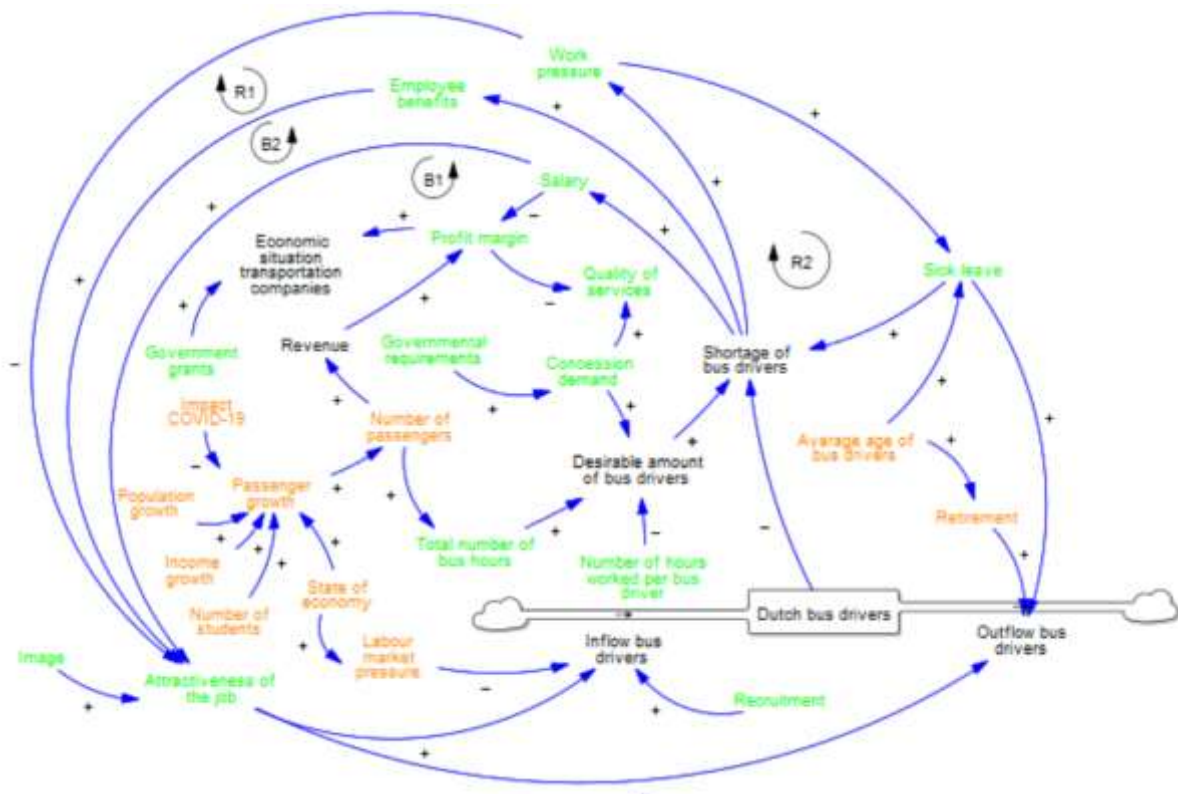 Work
pressure
R1
Employee
benefits
+
+
B2
+
B1
Salary
+
+
+
−
+
Economic
situation
transportation
companies
Profit margin
R2
Quality of
services
Sick leave
+
+
+
−
Revenue
Governmental
requirements
+
Shortage of
bus drivers
+
Government
grants
Concession
demand
−
Impact
COVID-19
+
+
+
+
Number of
passengers
+
+
+
Avarage age of
bus drivers
−
Desirable amount
of bus drivers
Passenger
growth
+
+
Population
growth
Retirement
+
+
+
+
Total number of
bus hours
+
−
−
+
Income
growth
+
Number of hours
worked per bus
driver
State of
economy
Number of
students
Dutch bus drivers
+
Inflow bus
drivers
Outflow bus
drivers
Labour
market
pressure
Image
Attractiveness of
the job
−
Recruitment
+
+
+
+